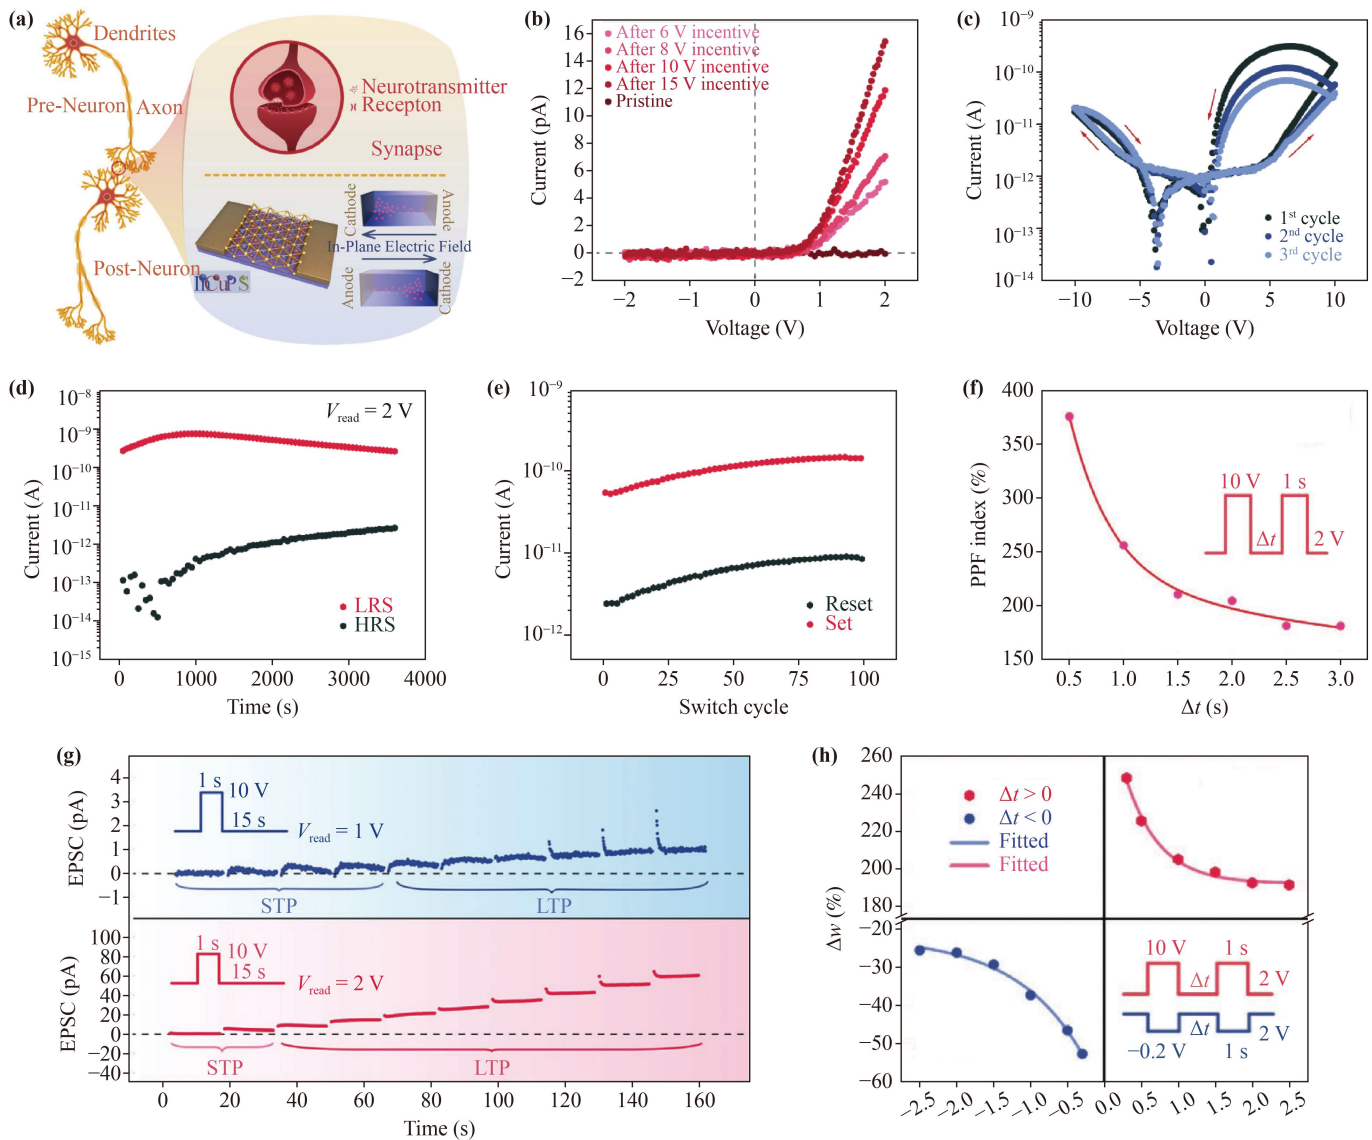 (a)
Dendrites
Pre-Neuron
Axon
Neurotransmitter
Recepton
Synapse
Cathode
Anode
In-Plane Electric Field
Anode
Cathode
Post-Neuron
InCuPS
(b)
After 6 V incentive
After 8 V incentive
After 10 V incentive
After 15 V incentive
Pristine
16
14
12
10
8
6
4
2
0
−2
Current (pA)
−2
−1
0
1
2
Voltage (V)
(c)
10⁻⁹
10⁻¹⁰
10⁻¹¹
10⁻¹²
10⁻¹³
10⁻¹⁴
Current (A)
1st cycle
2nd cycle
3rd cycle
−10
−5
0
5
10
Voltage (V)
(d)
10⁻⁸
10⁻⁹
10⁻¹⁰
10⁻¹¹
10⁻¹²
10⁻¹³
10⁻¹⁴
10⁻¹⁵
Current (A)
Vread = 2 V
LRS
HRS
0
1000
2000
3000
4000
Time (s)
(e)
10⁻⁹
10⁻¹⁰
10⁻¹¹
10⁻¹²
Current (A)
Reset
Set
0
25
50
75
100
Switch cycle
(f)
400
350
300
250
200
150
PPF index (%)
10 V
1 s
Δt
2 V
0.5
1.0
1.5
2.0
2.5
3.0
Δt (s)
(g)
4
3
2
1
0
−1
EPSC (pA)
1 s
10 V
15 s
Vread = 1 V
STP
LTP
100
80
60
40
20
0
−20
−40
EPSC (pA)
1 s
10 V
15 s
Vread = 2 V
STP
LTP
0
20
40
60
80
100
120
140
160
Time (s)
(h)
260
240
220
200
180
−20
−30
−40
−50
−60
Δw (%)
Δt > 0
Δt < 0
Fitted
Fitted
10 V
1 s
Δt
2 V
Δt
−0.2 V
1 s
2 V
−2.5
−2.0
−1.5
−1.0
−0.5
0.0
0.5
1.0
1.5
2.0
2.5